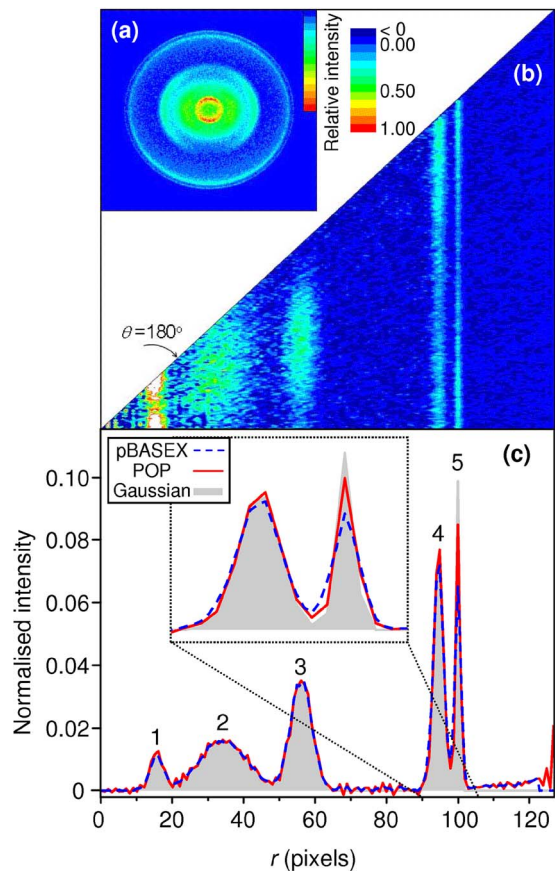 (a)
Relative intensity
< 0
0.00
0.50
1.00
(b)
θ=180°
pBASEX
POP
Gaussian
(c)
1
2
3
4
5
Normalised intensity
0.10
0.08
0.06
0.04
0.02
0
0 20 40 60 80 100 120
r (pixels)